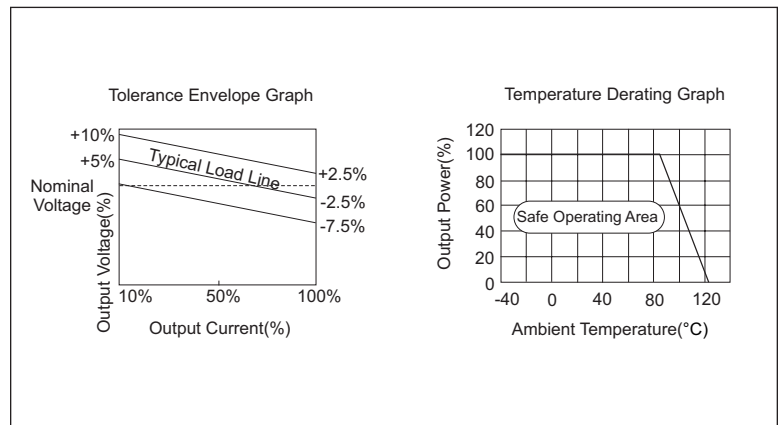 Tolerance Envelope Graph
+10%
+5%
Nominal
Voltage
Output Voltage(%)
Typical Load Line
+2.5%
-2.5%
-7.5%
10%
50%
100%
Output Current(%)
Temperature Derating Graph
Output Power(%)
120
100
80
60
40
20
0
Safe Operating Area
-40
0
40
80
120
Ambient Temperature(°C)